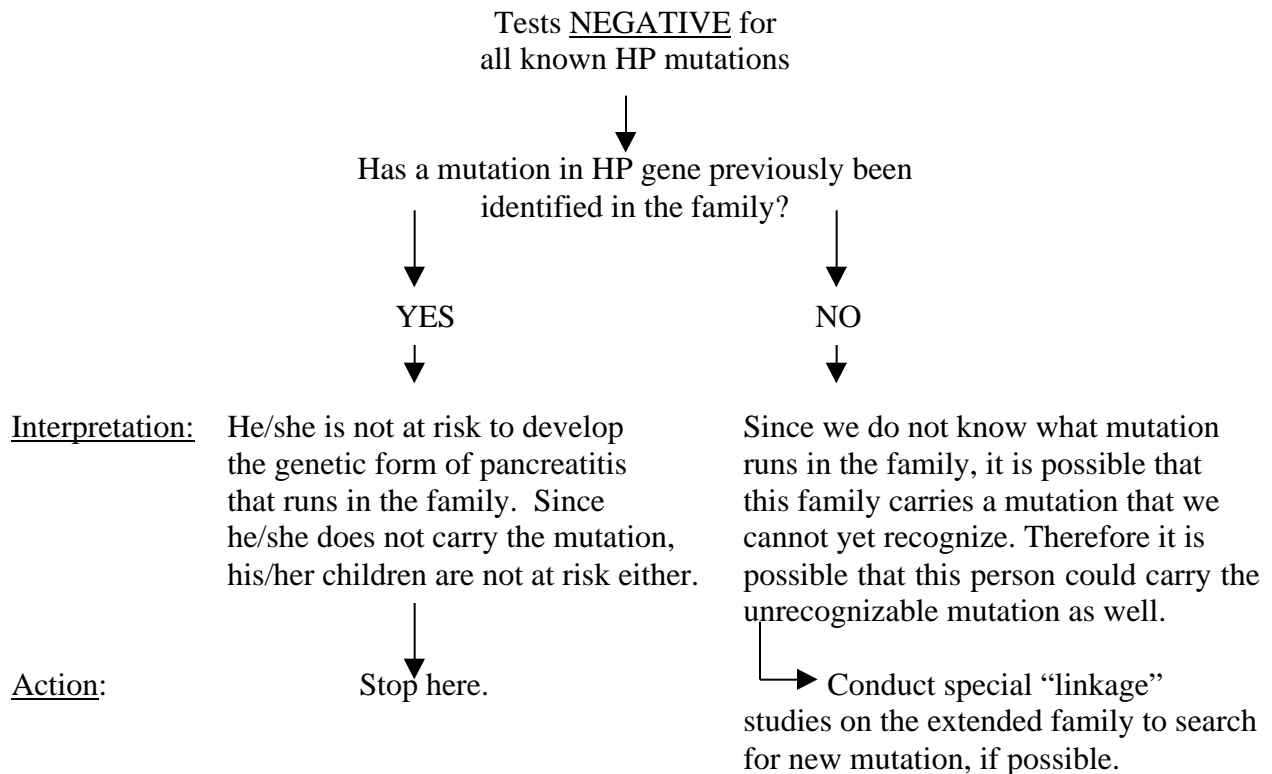 Tests NEGATIVE for
all known HP mutations
Has a mutation in HP gene previously been
identified in the family?
YES
NO
Interpretation:
He/she is not at risk to develop
the genetic form of pancreatitis
that runs in the family.  Since
he/she does not carry the mutation,
his/her children are not at risk either.
Since we do not know what mutation
runs in the family, it is possible that
this family carries a mutation that we
cannot yet recognize. Therefore it is
possible that this person could carry the
unrecognizable mutation as well.
Action:
Stop here.
Conduct special “linkage”
studies on the extended family to search
for new mutation, if possible.